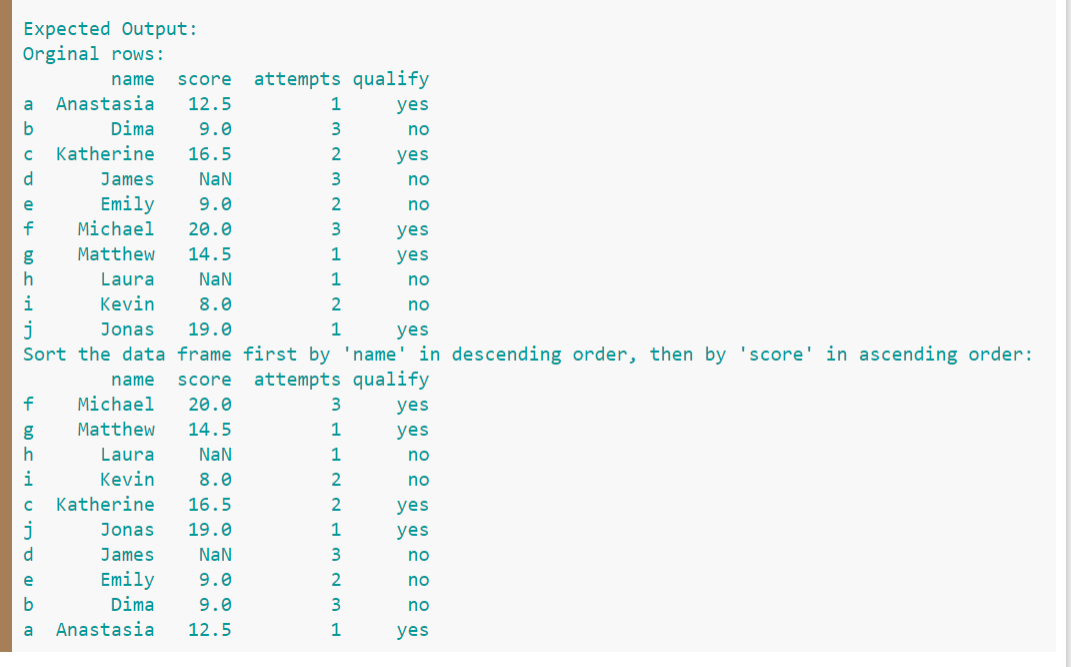 Expected Output:
Orginal rows:
        name  score  attempts qualify
a  Anastasia   12.5         1     yes
b       Dima    9.0         3      no
c  Katherine   16.5         2     yes
d      James    NaN         3      no
e      Emily    9.0         2      no
f    Michael   20.0         3     yes
g    Matthew   14.5         1     yes
h      Laura    NaN         1      no
i      Kevin    8.0         2      no
j      Jonas   19.0         1     yes
Sort the data frame first by 'name' in descending order, then by 'score' in ascending order:
        name  score  attempts qualify
f    Michael   20.0         3     yes
g    Matthew   14.5         1     yes
h      Laura    NaN         1      no
i      Kevin    8.0         2      no
c  Katherine   16.5         2     yes
j      Jonas   19.0         1     yes
d      James    NaN         3      no
e      Emily    9.0         2      no
b       Dima    9.0         3      no
a  Anastasia   12.5         1     yes